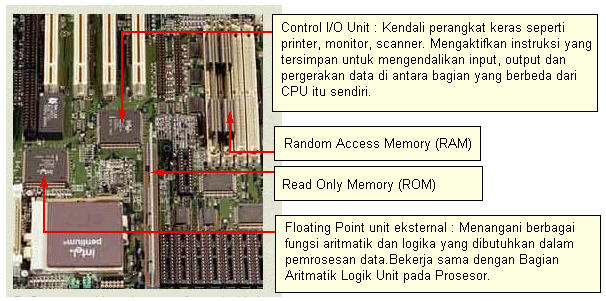 Control I/O Unit : Kendali perangkat keras seperti
printer, monitor, scanner. Mengaktifkan instruksi yang
tersimpan untuk mengendalikan input, output dan
pergerakan data di antara bagian yang berbeda dari
CPU itu sendiri.
Random Access Memory (RAM)
Read Only Memory (ROM)
Floating Point unit eksternal : Menangani berbagai
fungsi aritmatik dan logika yang dibutuhkan dalam
pemrosesan data.Bekerja sama dengan Bagian
Aritmatik Logik Unit pada Prosesor.
intel
pentium